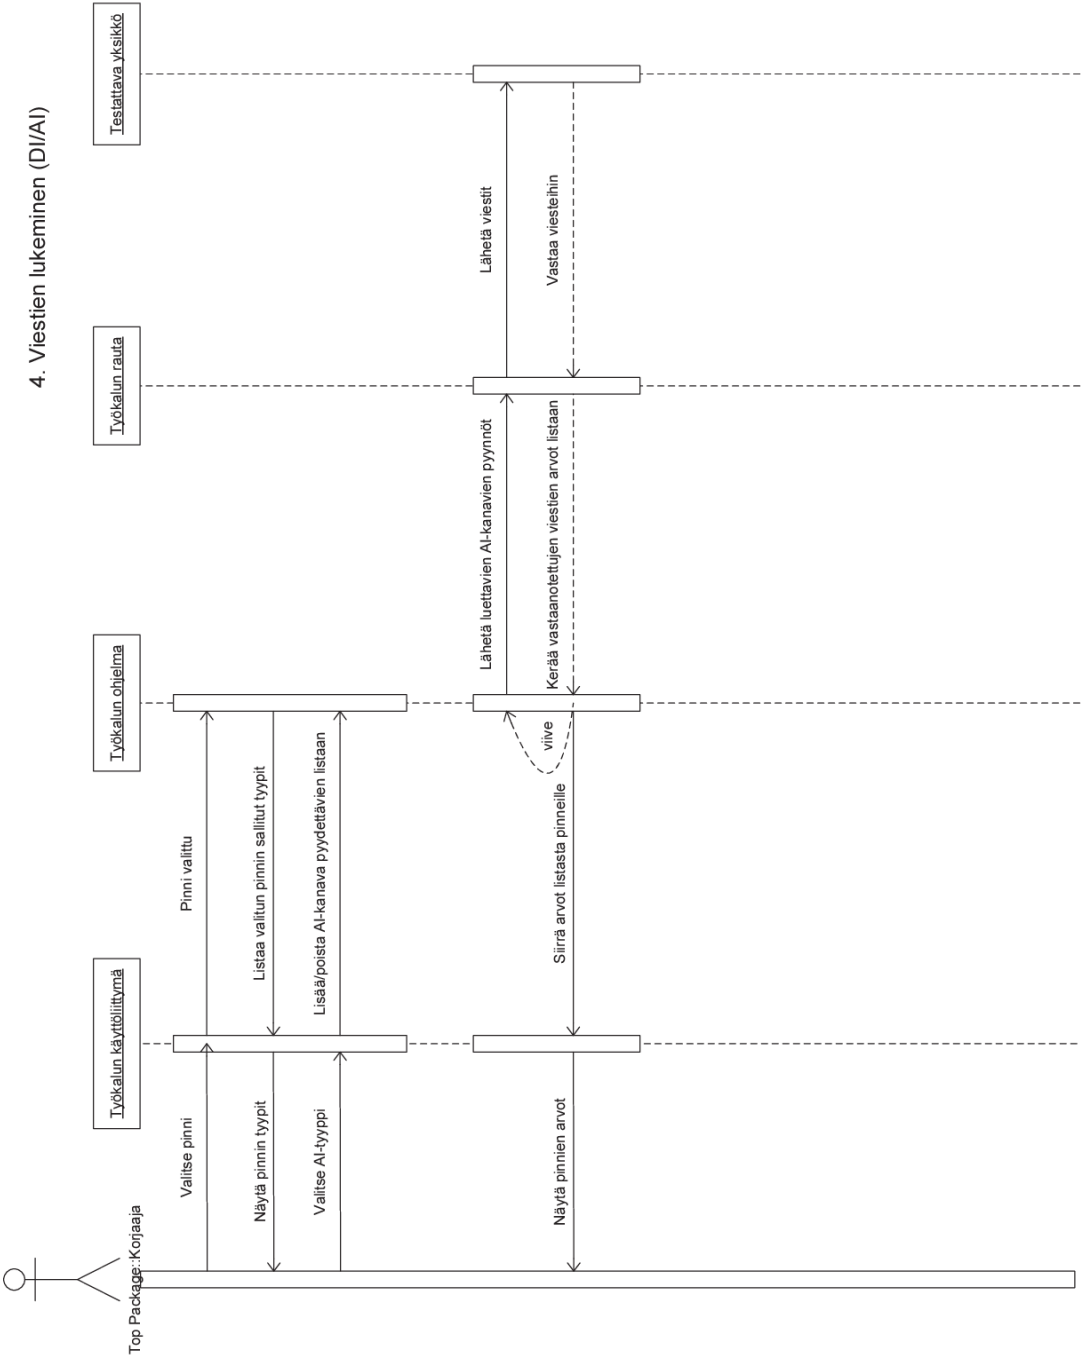 4. Viestien lukeminen (DI/AI)
Top Package::Korjaaja
Työkalun käyttöliittymä
Työkalun ohjelma
Työkalun rauta
Testattava yksikkö
Valitse pinni
Pinni valittu
Listaa valitun pinnin sallitut tyypit
Näytä pinnin tyypit
Valitse AI-tyyppi
Lisää/poista AI-kanava pyydettävien listaan
Lähetä luettavien AI-kanavien pyynnöt
Lähetä viestit
Vastaa viesteihin
Kerää vastaanotettujen viestien arvot listaan
viive
Siirrä arvot listasta pinneille
Näytä pinnien arvot